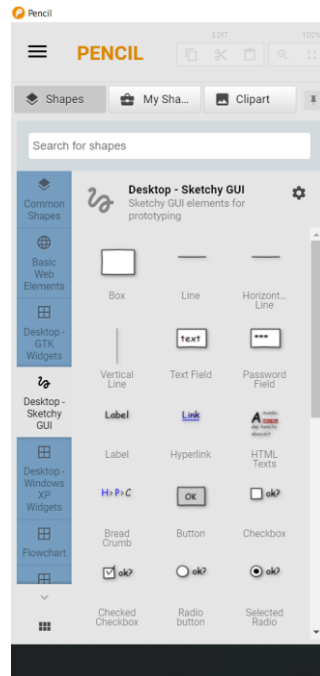 Pencil
EDIT
100%
PENCIL
Shapes
My Sha...
Clipart
Search for shapes
Common
Shapes
Basic
Web
Elements
Desktop -
GTK
Widgets
Desktop -
Sketchy
GUI
Desktop -
Windows
XP
Widgets
Flowchart
Desktop - Sketchy GUI
Sketchy GUI elements for
prototyping
Box
Line
Horizont...
Line
text
***
Vertical
Line
Text Field
Password
Field
Label
Link
A
Label
Hyperlink
HTML
Texts
H>P>C
OK
ok?
Bread
Crumb
Button
Checkbox
ok?
ok?
ok?
Checked
Checkbox
Radio
button
Selected
Radio